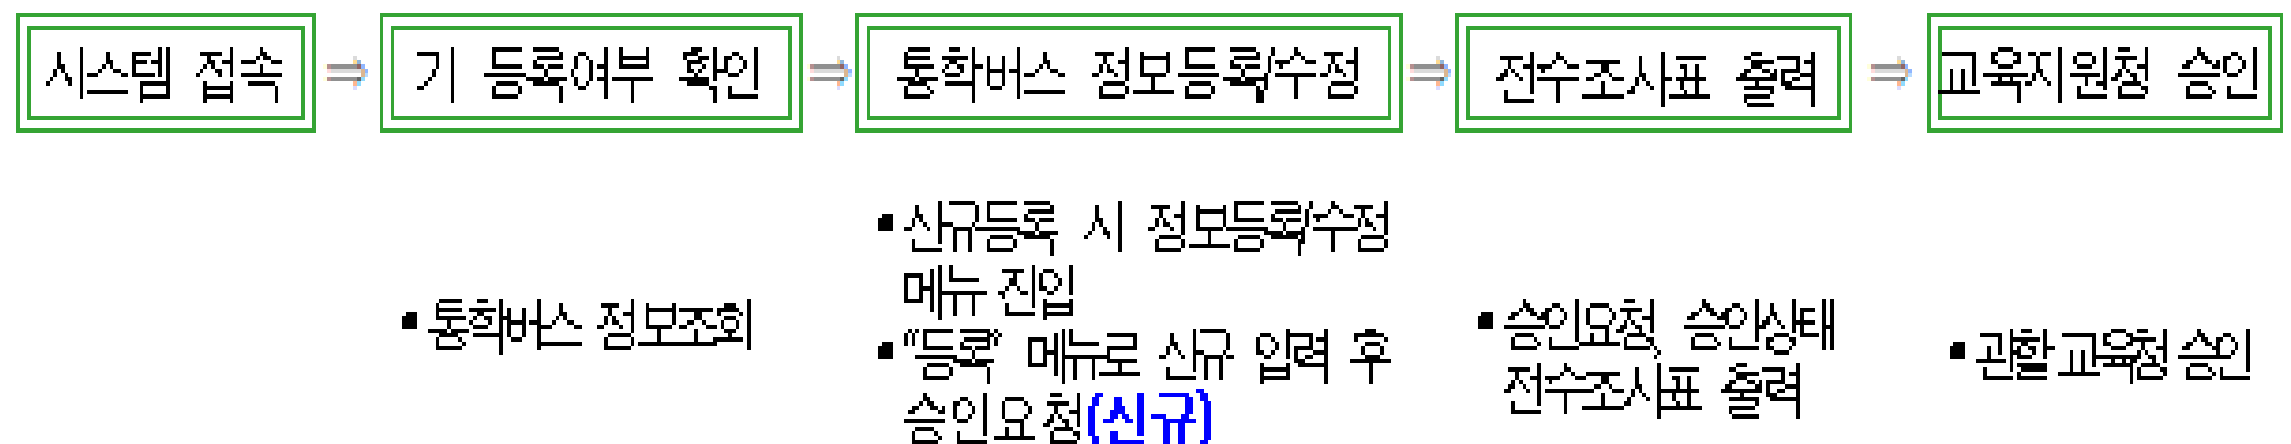 시스템 접속 ⇒ 기 등록여부 확인 ⇒ 통학버스 정보등록/수정 ⇒ 전수조사표 출력 ⇒ 교육지원청 승인
▪ 통학버스 정보조회
▪ 신규등록 시 정보등록/수정
메뉴 진입
▪ “등록” 메뉴로 신규 입력 후
승인요청(신규)
▪ 승인요청, 승인상태
전수조사표 출력
▪ 관할 교육청 승인